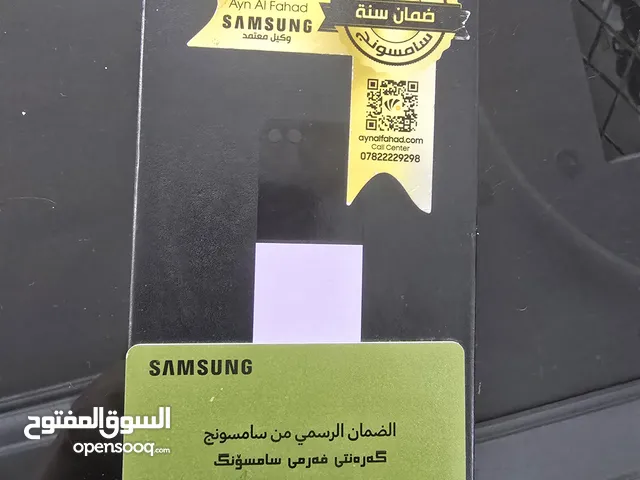 Ayn Al Fahad
SAMSUNG
وكيل معتمد
ضمان سنة
سامسونج
aynalfahad.com
Call Center
07822229298
SAMSUNG
الضمان الرسمي من سامسونج
گەرەنتی فەرمی سامسۆنگ
السوق المفتوح
opensooq.com